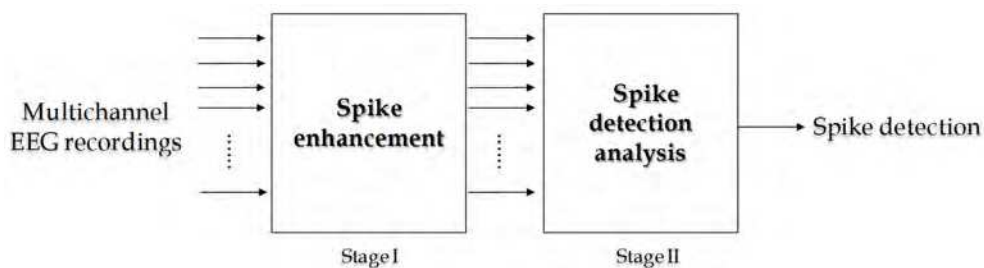 Multichannel
EEG recordings
Spike
enhancement
Stage I
Spike
detection
analysis
Stage II
Spike detection